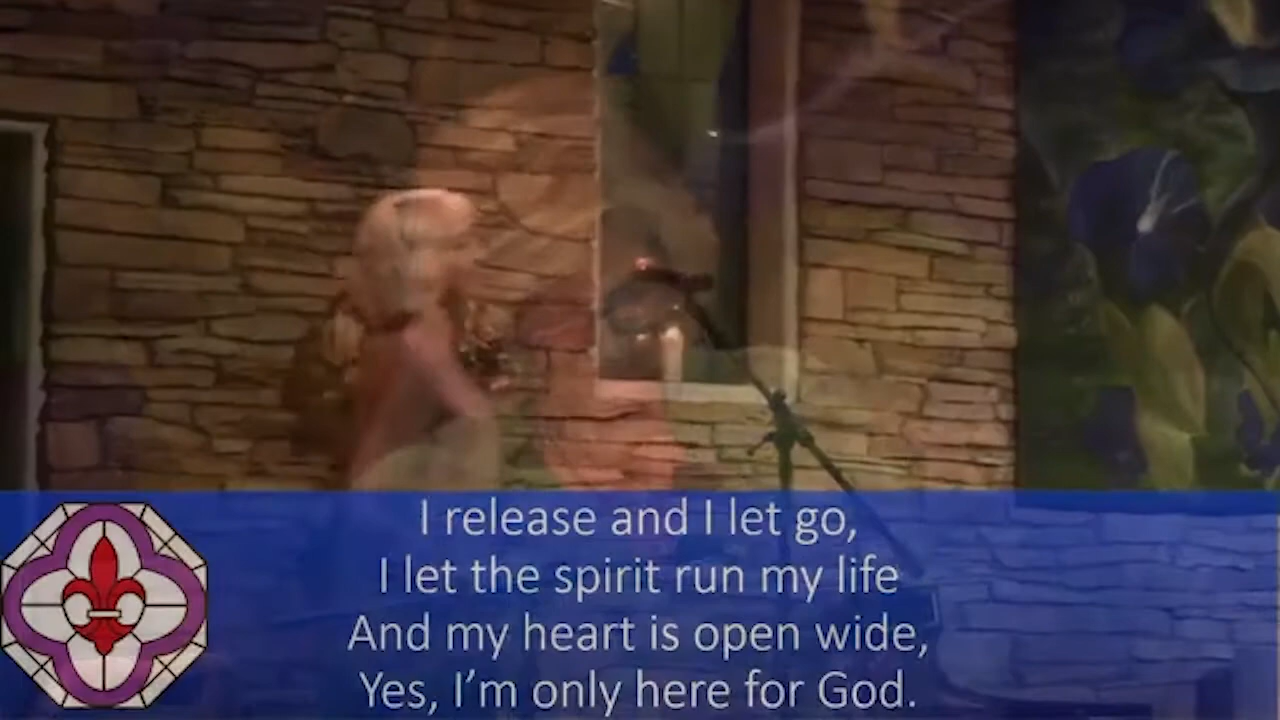 I release and I let go,
I let the spirit run my life
And my heart is open wide,
Yes, I'm only here for God.